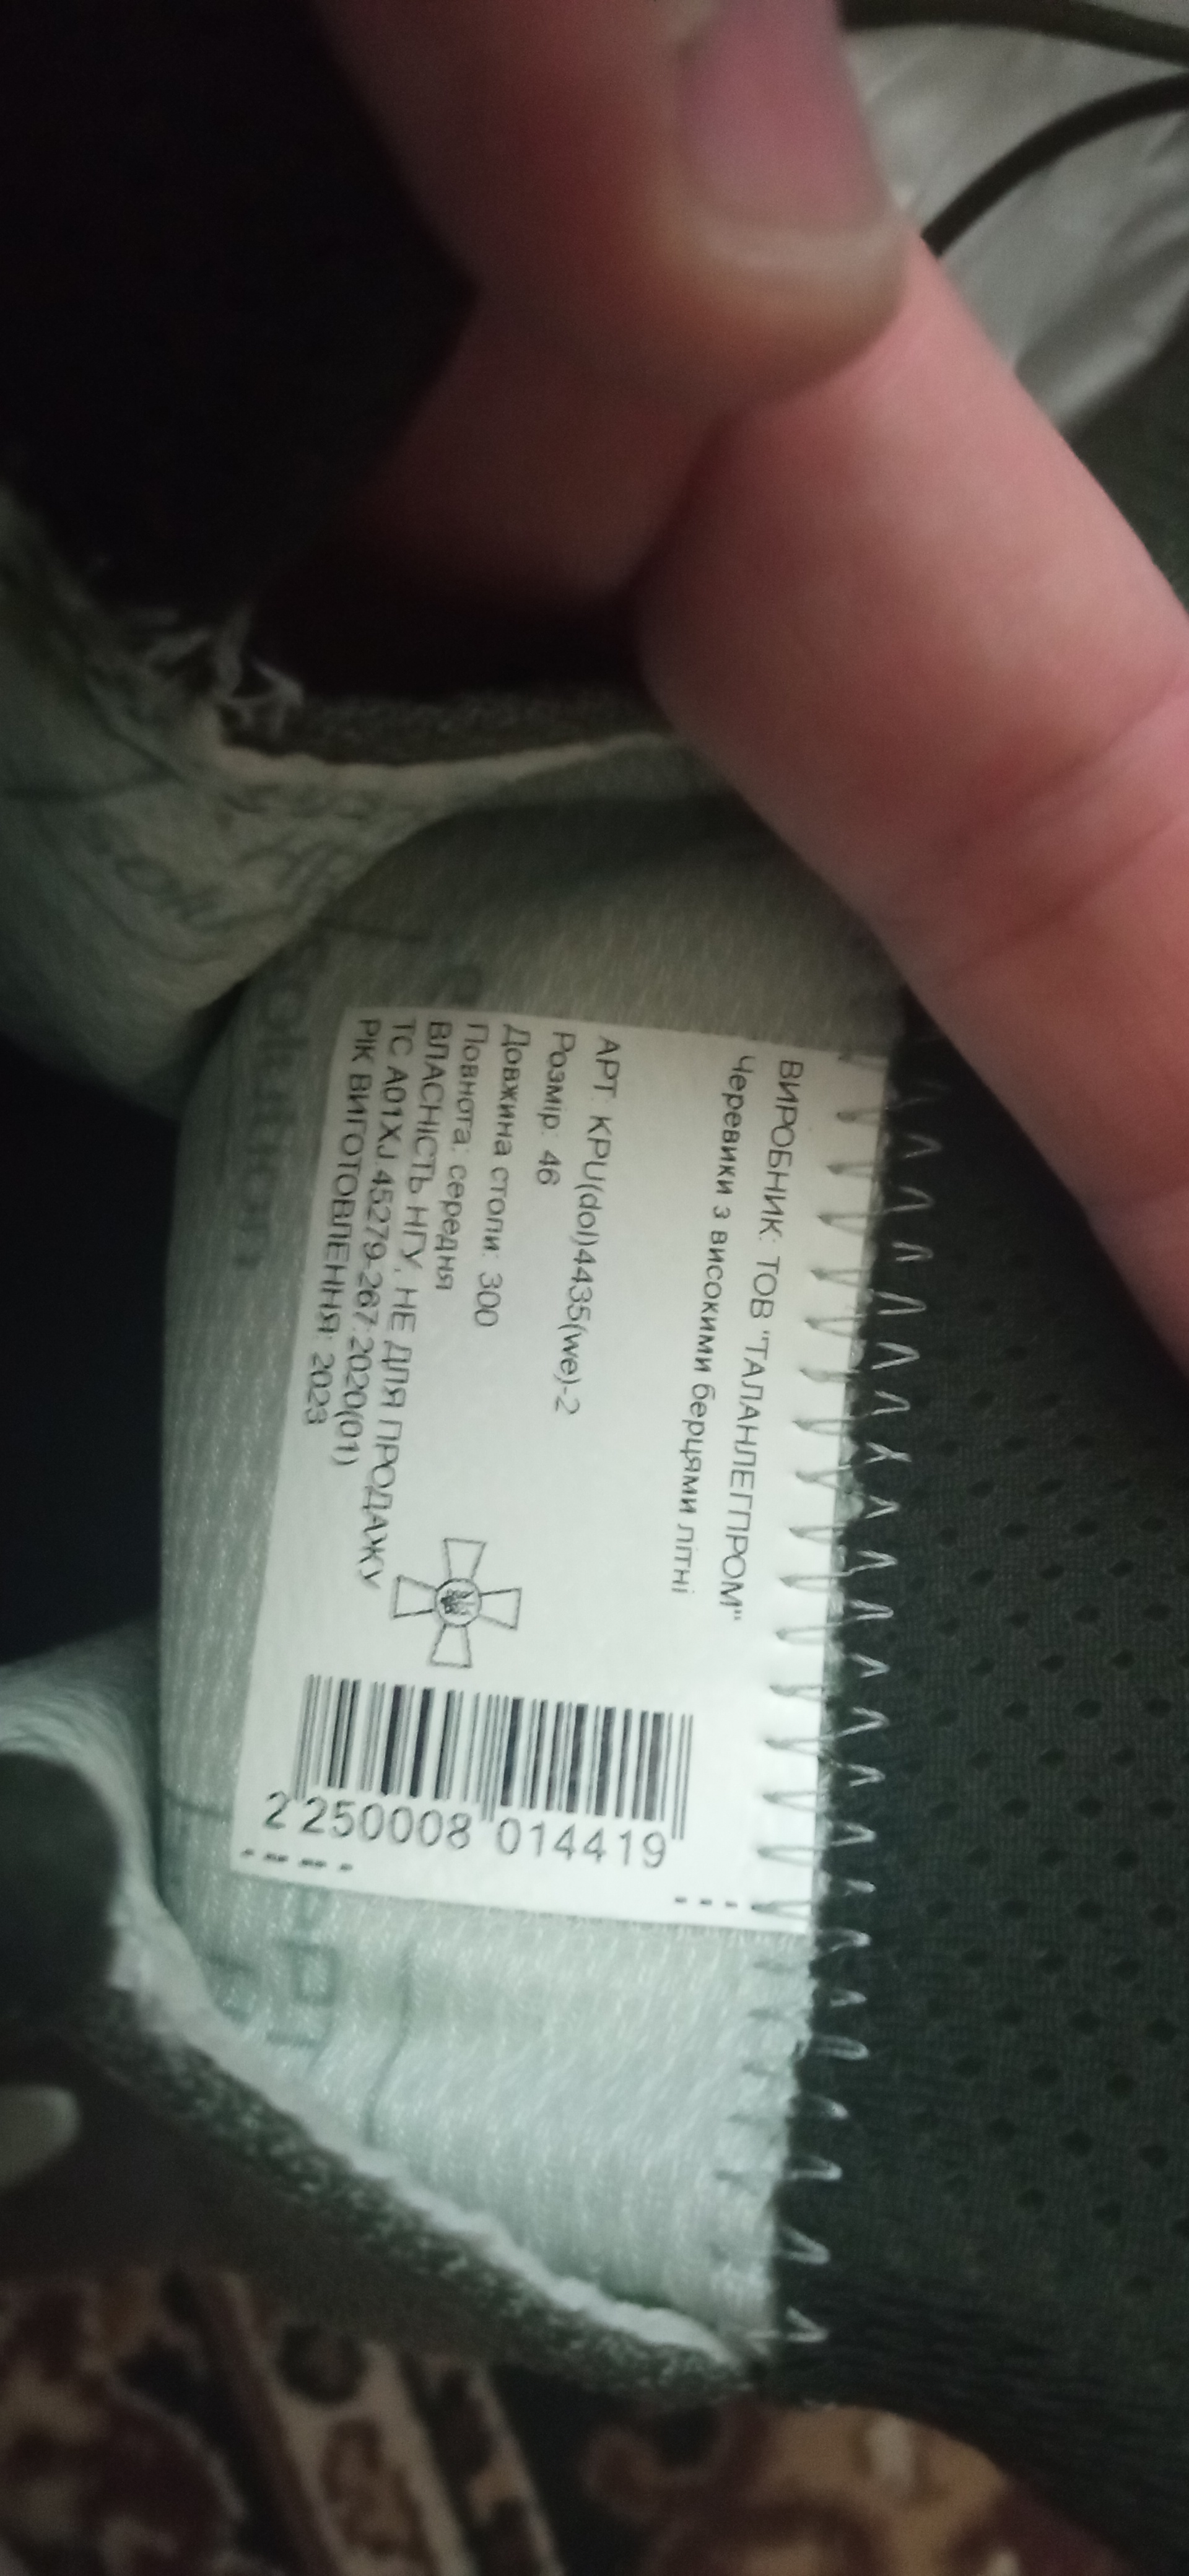 ВИРОБНИК: ТОВ "ТАЛАНЛЕГПРОМ"
Черевики з високими берцями літні
АРТ. KPU(dol)4435(we)-2
Розмір: 46
Довжина стопи: 300
Повнота: середня
ВЛАСНІСТЬ НГУ, НЕ ДЛЯ ПРОДАЖУ
ТС А01XJ.45279-267:2020(01)
РІК ВИГОТОВЛЕННЯ: 2023
2 250008 014419